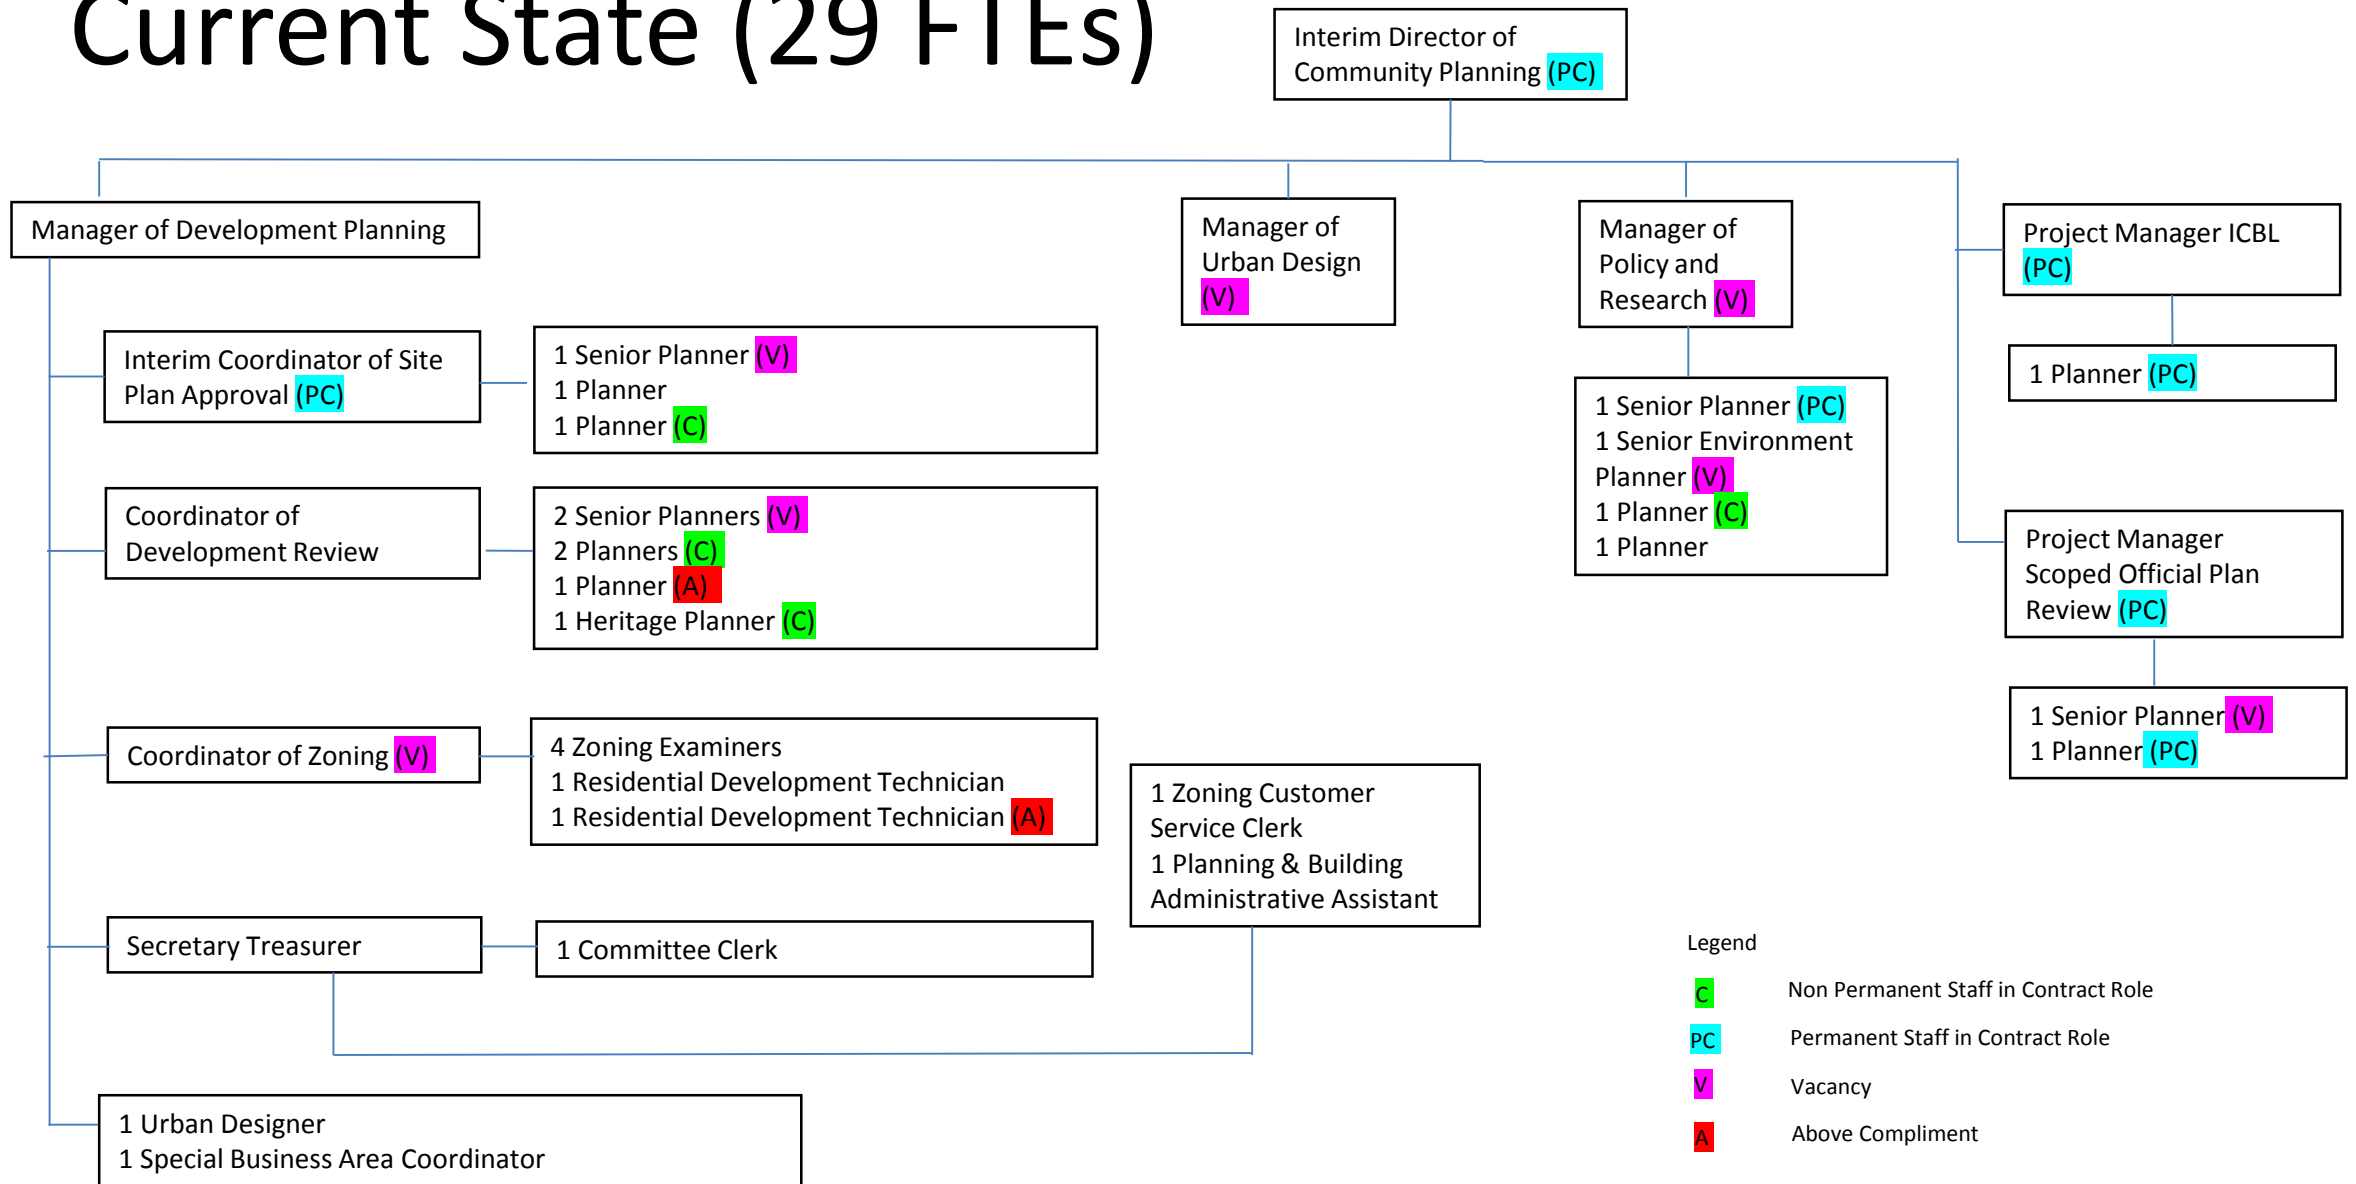 Current State (29 FTEs)
Interim Director of
Community Planning (PC)
Manager of Development Planning
Manager of
Urban Design
(V)
Manager of
Policy and
Research (V)
Project Manager ICBL
(PC)
1 Planner (PC)
Interim Coordinator of Site
Plan Approval (PC)
1 Senior Planner (V)
1 Planner
1 Planner (C)
1 Senior Planner (PC)
1 Senior Environment
Planner (V)
1 Planner (C)
1 Planner
Coordinator of
Development Review
2 Senior Planners (V)
2 Planners (C)
1 Planner (A)
1 Heritage Planner (C)
Project Manager
Scoped Official Plan
Review (PC)
1 Senior Planner (V)
1 Planner (PC)
Coordinator of Zoning (V)
4 Zoning Examiners
1 Residential Development Technician
1 Residential Development Technician (A)
1 Zoning Customer
Service Clerk
1 Planning & Building
Administrative Assistant
Secretary Treasurer
1 Committee Clerk
1 Urban Designer
1 Special Business Area Coordinator
Legend
C Non Permanent Staff in Contract Role
PC Permanent Staff in Contract Role
V Vacancy
A Above Compliment